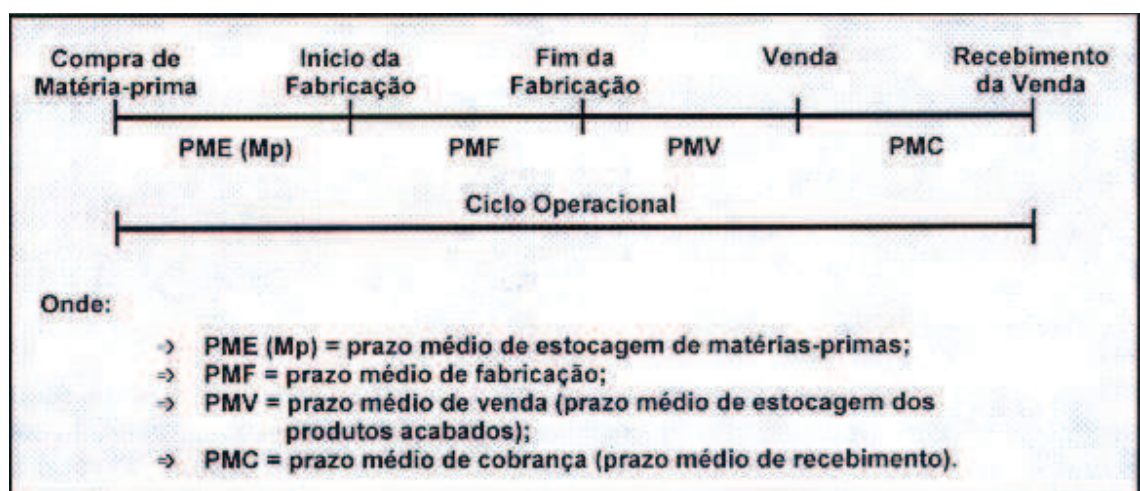 Compra de Matéria-prima
Início da Fabricação
Fim da Fabricação
Venda
Recebimento da Venda
PME (Mp)
PMF
PMV
PMC
Ciclo Operacional
Onde:
→ PME (Mp) = prazo médio de estocagem de matérias-primas;
→ PMF = prazo médio de fabricação;
→ PMV = prazo médio de venda (prazo médio de estocagem dos
produtos acabados);
→ PMC = prazo médio de cobrança (prazo médio de recebimento).